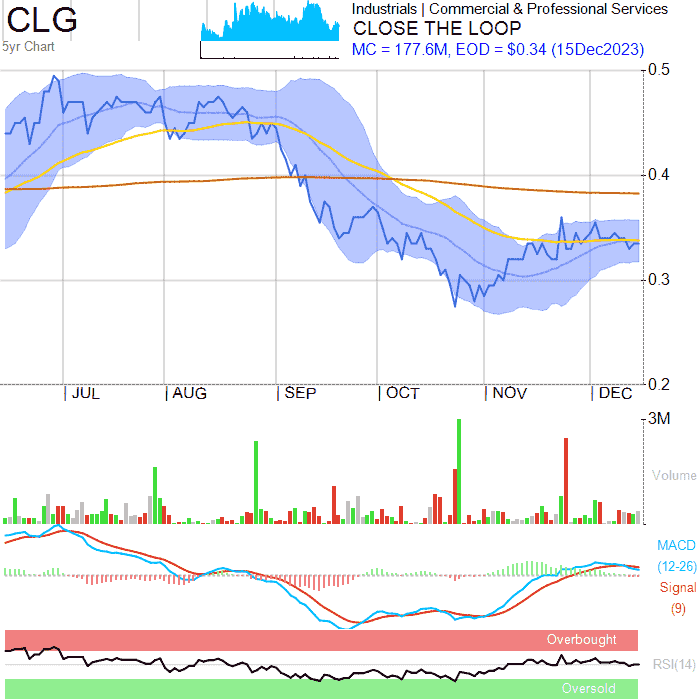 CLG
5yr Chart
Industrials | Commercial & Professional Services
CLOSE THE LOOP
MC = 177.6M, EOD = $0.34 (15Dec2023)
0.5
0.4
0.3
0.2
JUL AUG SEP OCT NOV DEC
3M
Volume
MACD
(12-26)
Signal
(9)
Overbought
RSI(14)
Oversold